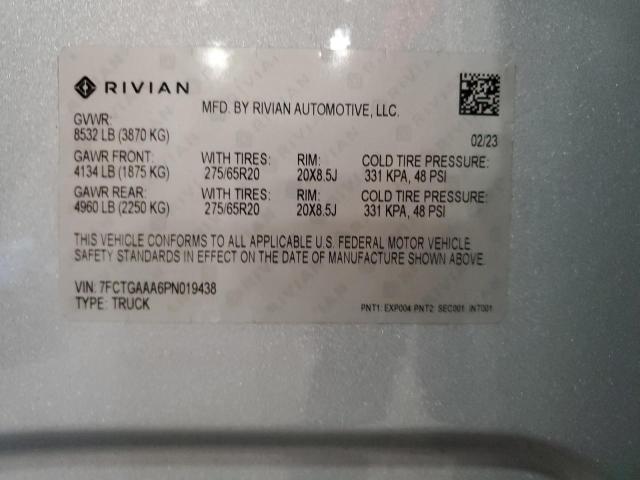 RIVIAN
MFD. BY RIVIAN AUTOMOTIVE, LLC.
GVWR:
8532 LB (3870 KG)
02/23
GAWR FRONT: WITH TIRES: RIM: COLD TIRE PRESSURE:
4134 LB (1875 KG) 275/65R20 20X8.5J 331 KPA, 48 PSI
GAWR REAR: WITH TIRES: RIM: COLD TIRE PRESSURE:
4960 LB (2250 KG) 275/65R20 20X8.5J 331 KPA, 48 PSI
THIS VEHICLE CONFORMS TO ALL APPLICABLE U.S. FEDERAL MOTOR VEHICLE
SAFETY STANDARDS IN EFFECT ON THE DATE OF MANUFACTURE SHOWN ABOVE.
VIN: 7FCTGAAA6PN019438
TYPE: TRUCK
PNT1: EXP004 PNT2: SEC001 INT001